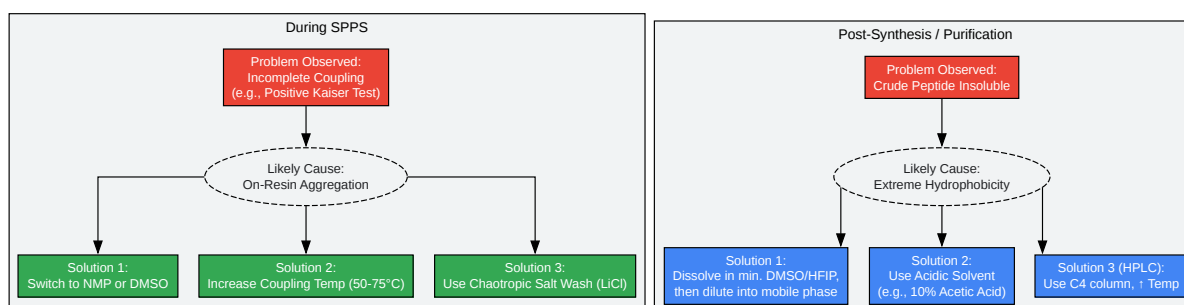 During SPPS
Problem Observed:
Incomplete Coupling
(e.g., Positive Kaiser Test)
Likely Cause:
On-Resin Aggregation
Solution 1:
Switch to NMP or DMSO
Solution 2:
Increase Coupling Temp (50-75°C)
Solution 3:
Use Chaotropic Salt Wash (LiCl)
Post-Synthesis / Purification
Problem Observed:
Crude Peptide Insoluble
Likely Cause:
Extreme Hydrophobicity
Solution 1:
Dissolve in min. DMSO/HFIP,
then dilute into mobile phase
Solution 2:
Use Acidic Solvent
(e.g., 10% Acetic Acid)
Solution 3 (HPLC):
Use C4 column, ↑ Temp